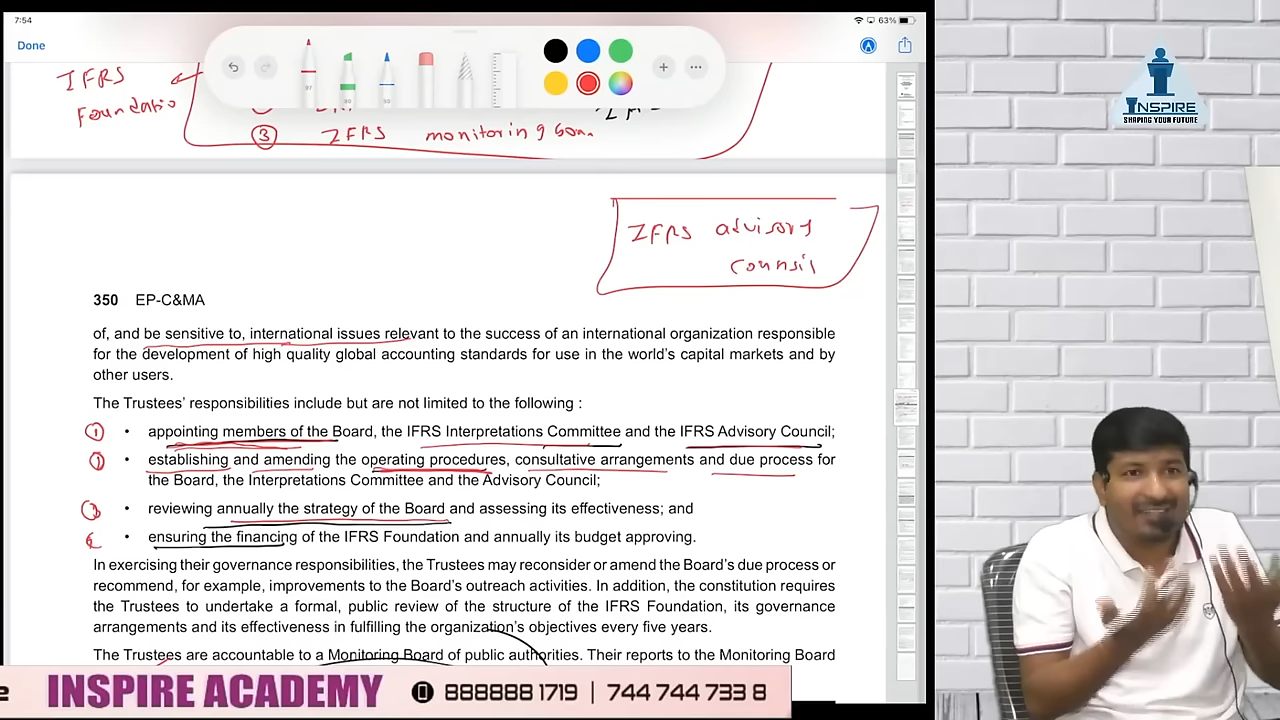 7:54
63%
Done
IFRS
Foundatio
3 IFRS monitoring boa
IFRS advisory
counsil
350 EP-C&MA
of, and be sensitive to, international issues relevant to the success of an international organization responsible
for the development of high quality global accounting standards for use in the world's capital markets and by
other users.
The Trustees' responsibilities include but are not limited to the following :
1 • appointing members of the Board, the IFRS Interpretations Committee and the IFRS Advisory Council;
• establishing and amending the operating procedures, consultative arrangements and due process for
the Board, the Interpretations Committee and the Advisory Council;
• reviewing annually the strategy of the Board and assessing its effectiveness; and
• ensuring the financing of the IFRS Foundation and annually its budget approving.
In exercising their governance responsibilities, the Trustees may reconsider or amend the Board's due process or
recommend, for example, improvements to the Board's outreach activities. In addition, the constitution requires
the Trustees to undertake a formal, public review of the structure of the IFRS Foundation, its governance
arrangements and its effectiveness in fulfilling the organization's objectives every five years.
The Trustees are accountable to a Monitoring Board of public authorities. Their reports to the Monitoring Board
INSPIRE ACADEMY 888888 1719 | 744 744 733 8
INSPIRE
SHAPING YOUR FUTURE